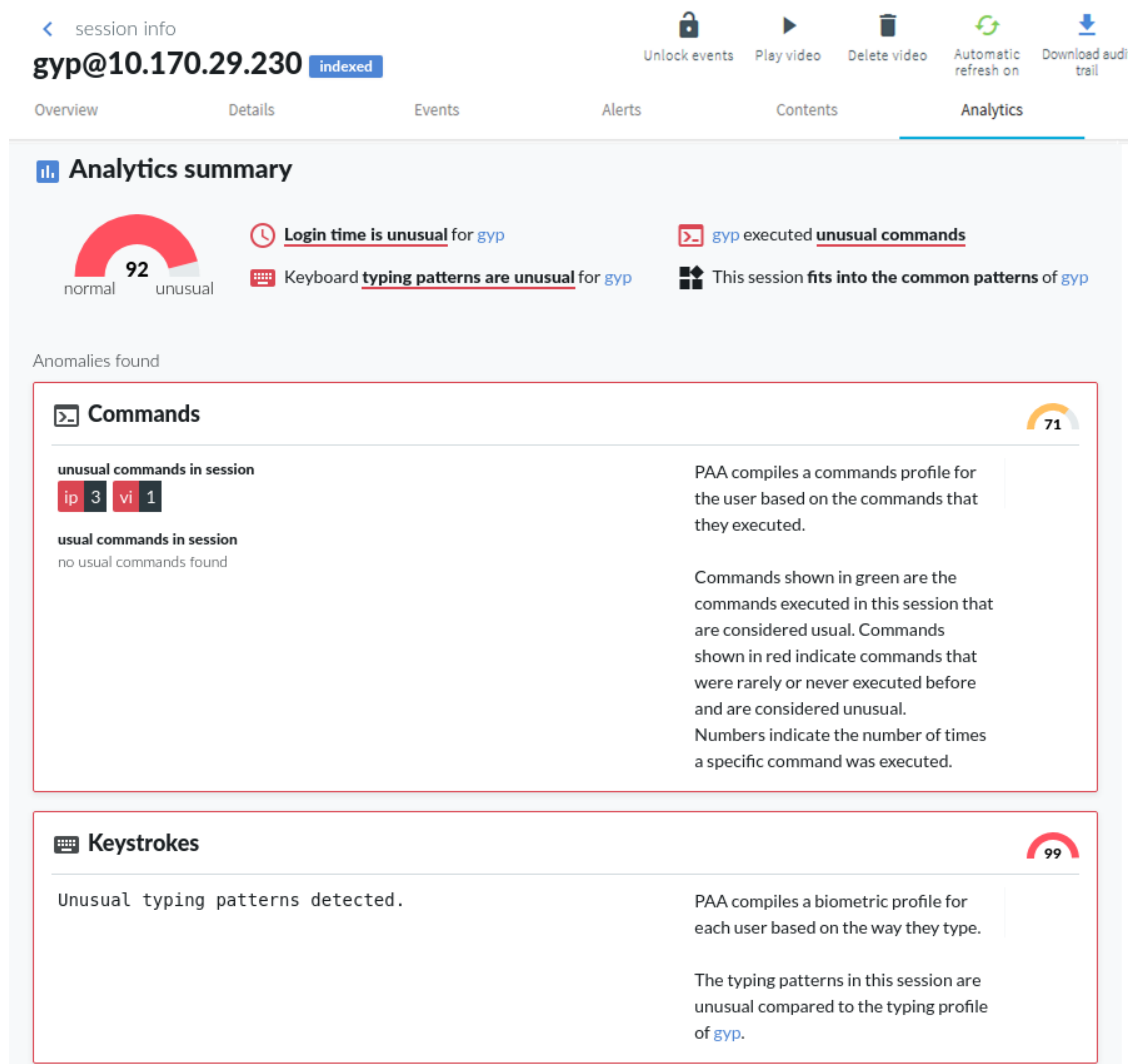 session info
gyp@10.170.29.230 indexed
Unlock events
Play video
Delete video
Automatic
refresh on
Download audi
trail
Overview Details Events Alerts Contents Analytics
Analytics summary
92
normal unusual
Login time is unusual for gyp
Keyboard typing patterns are unusual for gyp
gyp executed unusual commands
This session fits into the common patterns of gyp
Anomalies found
Commands
71
unusual commands in session
ip 3 vi 1
usual commands in session
no usual commands found
PAA compiles a commands profile for
the user based on the commands that
they executed.
Commands shown in green are the
commands executed in this session that
are considered usual. Commands
shown in red indicate commands that
were rarely or never executed before
and are considered unusual.
Numbers indicate the number of times
a specific command was executed.
Keystrokes
99
Unusual typing patterns detected.
PAA compiles a biometric profile for
each user based on the way they type.
The typing patterns in this session are
unusual compared to the typing profile
of gyp.